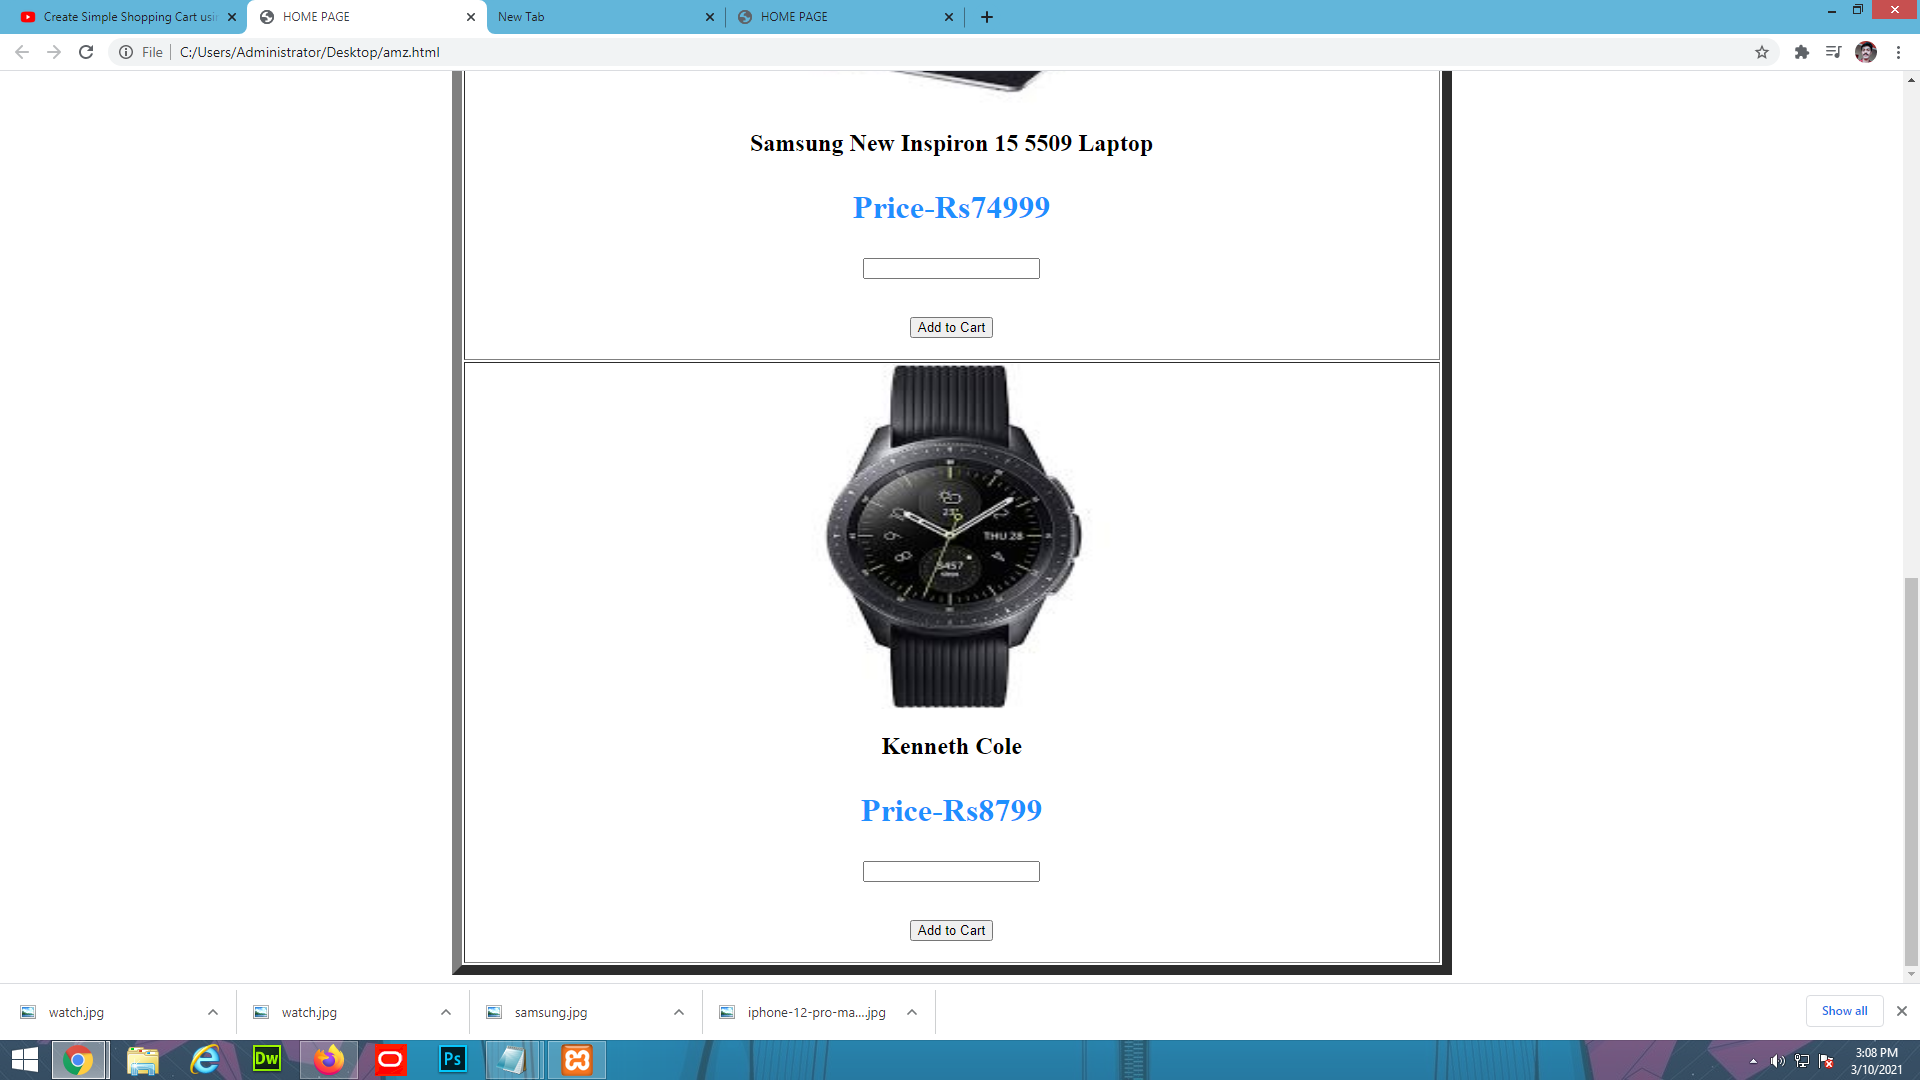 Create Simple Shopping Cart usin
HOME PAGE
New Tab
HOME PAGE
File
C:/Users/Administrator/Desktop/amz.html
Samsung New Inspiron 15 5509 Laptop
Price-Rs74999
Add to Cart
THU 28
5457
Kenneth Cole
Price-Rs8799
Add to Cart
watch.jpg
watch.jpg
samsung.jpg
iphone-12-pro-ma....jpg
Show all
Dw
Ps
3:08 PM
3/10/2021